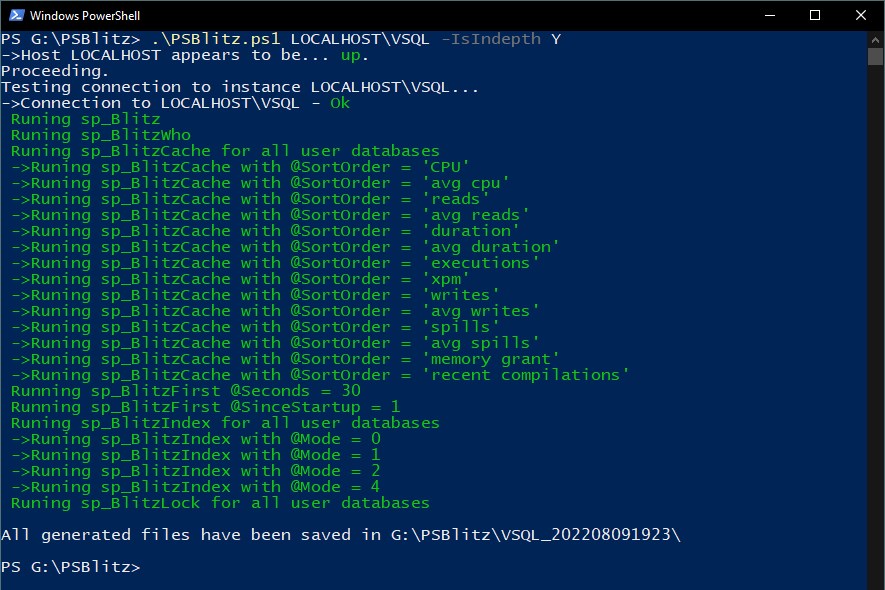 Windows PowerShell
PS G:\PSBlitz> .\PSBlitz.ps1 LOCALHOST\VSQL -IsIndepth Y
->Host LOCALHOST appears to be... up.
Proceeding.
Testing connection to instance LOCALHOST\VSQL...
->Connection to LOCALHOST\VSQL - Ok
Runing sp_Blitz
Runing sp_BlitzWho
Runing sp_BlitzCache for all user databases
->Runing sp_BlitzCache with @SortOrder = 'CPU'
->Runing sp_BlitzCache with @SortOrder = 'avg cpu'
->Runing sp_BlitzCache with @SortOrder = 'reads'
->Runing sp_BlitzCache with @SortOrder = 'avg reads'
->Runing sp_BlitzCache with @SortOrder = 'duration'
->Runing sp_BlitzCache with @SortOrder = 'avg duration'
->Runing sp_BlitzCache with @SortOrder = 'executions'
->Runing sp_BlitzCache with @SortOrder = 'xpm'
->Runing sp_BlitzCache with @SortOrder = 'writes'
->Runing sp_BlitzCache with @SortOrder = 'avg writes'
->Runing sp_BlitzCache with @SortOrder = 'spills'
->Runing sp_BlitzCache with @SortOrder = 'avg spills'
->Runing sp_BlitzCache with @SortOrder = 'memory grant'
->Runing sp_BlitzCache with @SortOrder = 'recent compilations'
Running sp_BlitzFirst @Seconds = 30
Running sp_BlitzFirst @SinceStartup = 1
Runing sp_BlitzIndex for all user databases
->Runing sp_BlitzIndex with @Mode = 0
->Runing sp_BlitzIndex with @Mode = 1
->Runing sp_BlitzIndex with @Mode = 2
->Runing sp_BlitzIndex with @Mode = 4
Runing sp_BlitzLock for all user databases
All generated files have been saved in G:\PSBlitz\VSQL_202208091923\
PS G:\PSBlitz>